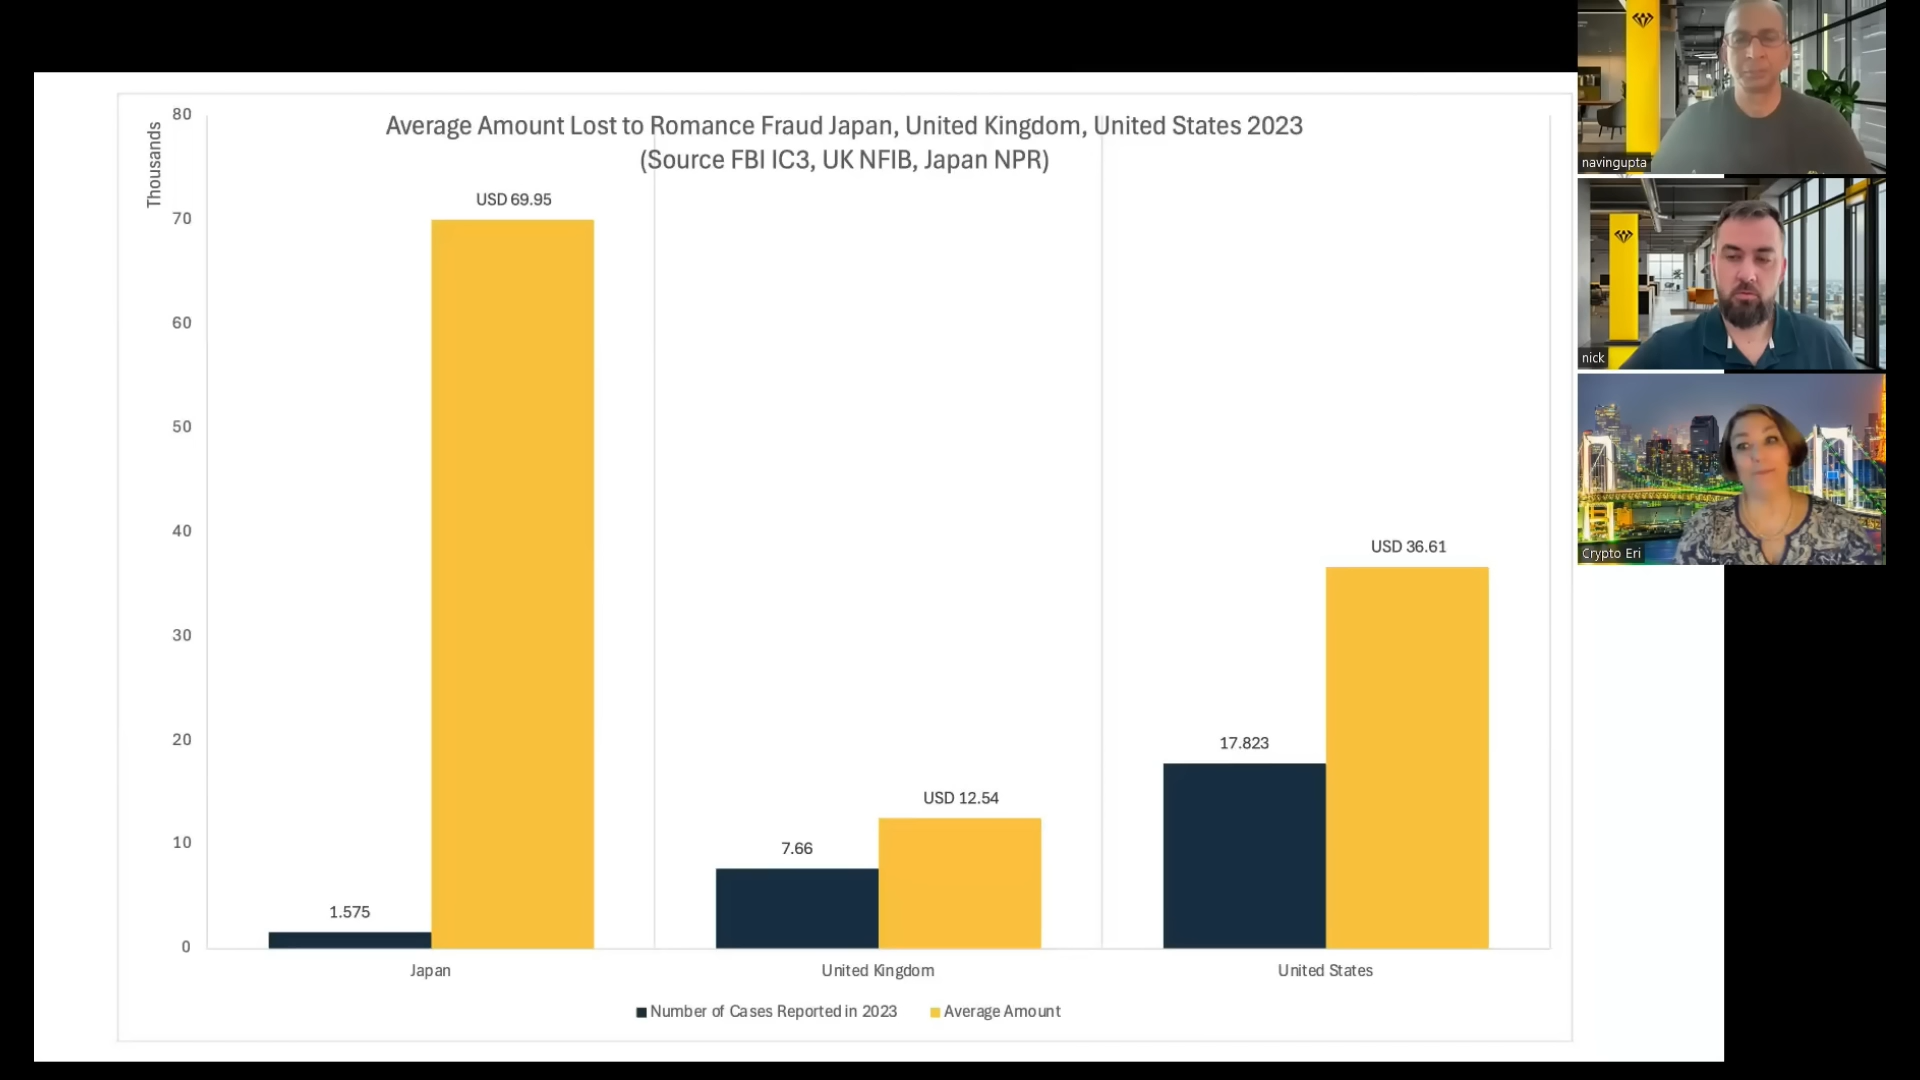 Thousands
80
70
60
50
40
30
20
10
0
Average Amount Lost to Romance Fraud Japan, United Kingdom, United States 2023
(Source FBI IC3, UK NFIB, Japan NPR)
USD 69.95
1.575
USD 12.54
7.66
USD 36.61
17.823
Japan
United Kingdom
United States
Number of Cases Reported in 2023
Average Amount
navingupta
nick
Crypto Eri